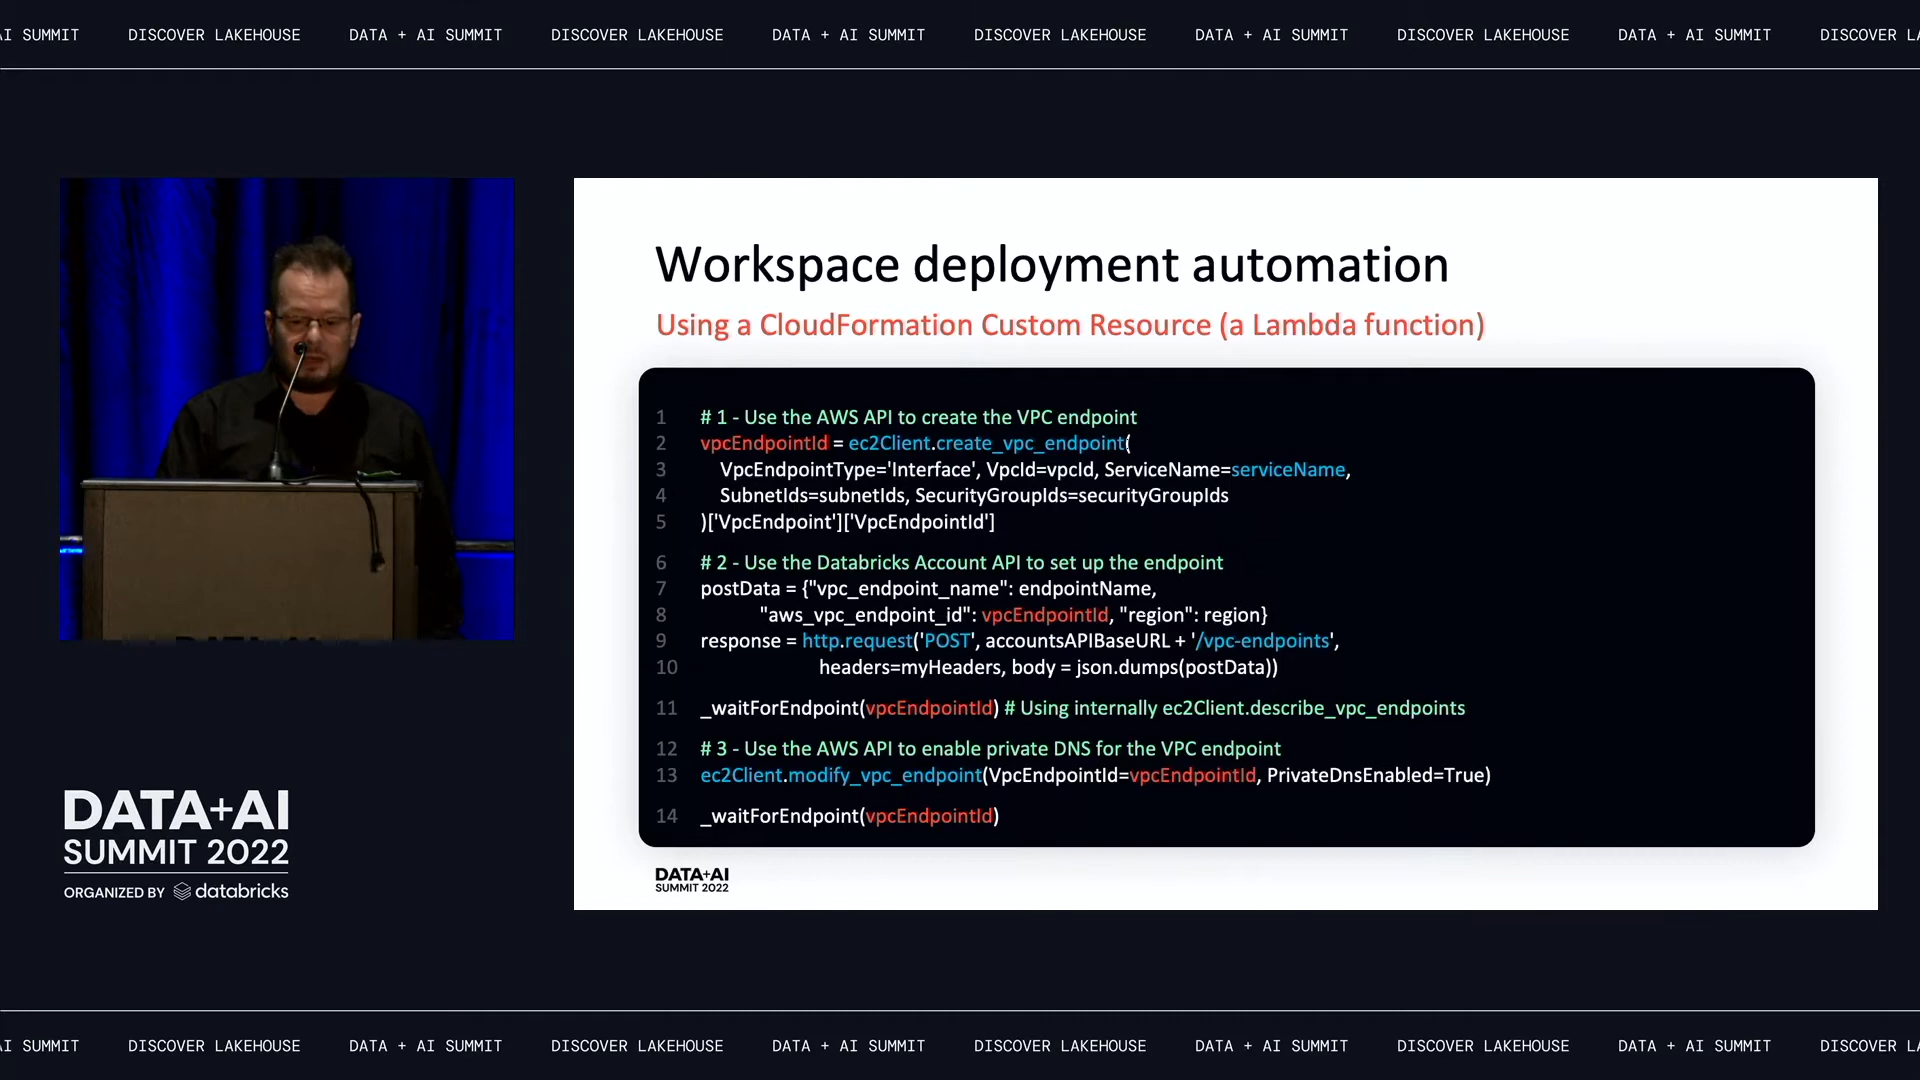 AI SUMMIT DISCOVER LAKEHOUSE DATA + AI SUMMIT DISCOVER LAKEHOUSE DATA + AI SUMMIT DISCOVER LAKEHOUSE DATA + AI SUMMIT DISCOVER LAKEHOUSE DATA + AI SUMMIT DISCOVER LA
Workspace deployment automation
Using a CloudFormation Custom Resource (a Lambda function)
1 # 1 - Use the AWS API to create the VPC endpoint
2 vpcEndpointId = ec2Client.create_vpc_endpoint(
3 VpcEndpointType='Interface', VpcId=vpcId, ServiceName=serviceName,
4 SubnetIds=subnetIds, SecurityGroupIds=securityGroupIds
5 )['VpcEndpoint']['VpcEndpointId']
6 # 2 - Use the Databricks Account API to set up the endpoint
7 postData = {"vpc_endpoint_name": endpointName,
8 "aws_vpc_endpoint_id": vpcEndpointId, "region": region}
9 response = http.request('POST', accountsAPIBaseURL + '/vpc-endpoints',
10 headers=myHeaders, body = json.dumps(postData))
11 _waitForEndpoint(vpcEndpointId) # Using internally ec2Client.describe_vpc_endpoints
12 # 3 - Use the AWS API to enable private DNS for the VPC endpoint
13 ec2Client.modify_vpc_endpoint(VpcEndpointId=vpcEndpointId, PrivateDnsEnabled=True)
14 _waitForEndpoint(vpcEndpointId)
DATA+AI
SUMMIT 2022
DATA+AI
SUMMIT 2022
ORGANIZED BY databricks
AI SUMMIT DISCOVER LAKEHOUSE DATA + AI SUMMIT DISCOVER LAKEHOUSE DATA + AI SUMMIT DISCOVER LAKEHOUSE DATA + AI SUMMIT DISCOVER LAKEHOUSE DATA + AI SUMMIT DISCOVER LA